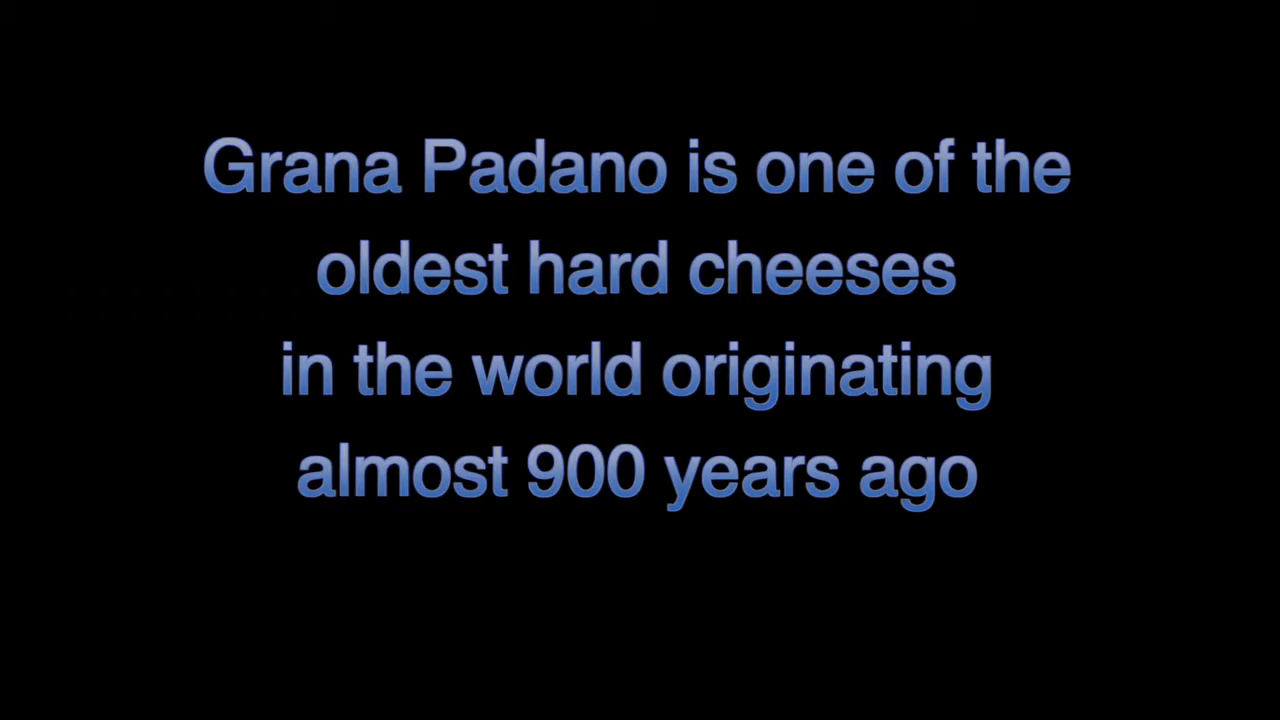 Grana Padano is one of the
oldest hard cheeses
in the world originating
almost 900 years ago